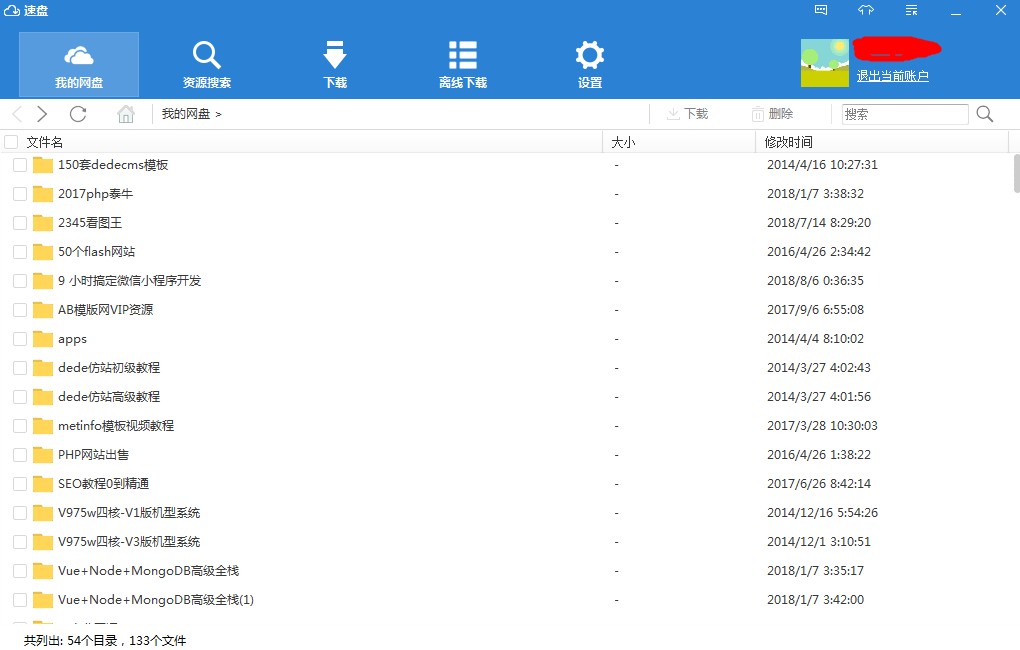 速盘
我的网盘 资源搜索 下载 离线下载 设置
退出当前账户
我的网盘 > 下载 删除 搜索
文件名 大小 修改时间
150套dedecms模板 - 2014/4/16 10:27:31
2017php泰牛 - 2018/1/7 3:38:32
2345看图王 - 2018/7/14 8:29:20
50个flash网站 - 2016/4/26 2:34:42
9 小时搞定微信小程序开发 - 2018/8/6 0:36:35
AB模版网VIP资源 - 2017/9/6 6:55:08
apps - 2014/4/4 8:10:02
dede仿站初级教程 - 2014/3/27 4:02:43
dede仿站高级教程 - 2014/3/27 4:01:56
metinfo模板视频教程 - 2017/3/28 10:30:03
PHP网站出售 - 2016/4/26 1:38:22
SEO教程0到精通 - 2017/6/26 8:42:14
V975w四核-V1版机型系统 - 2014/12/16 5:54:26
V975w四核-V3版机型系统 - 2014/12/1 3:10:51
Vue+Node+MongoDB高级全栈 - 2018/1/7 3:35:17
Vue+Node+MongoDB高级全栈(1) - 2018/1/7 3:42:00
共列出: 54个目录，133个文件